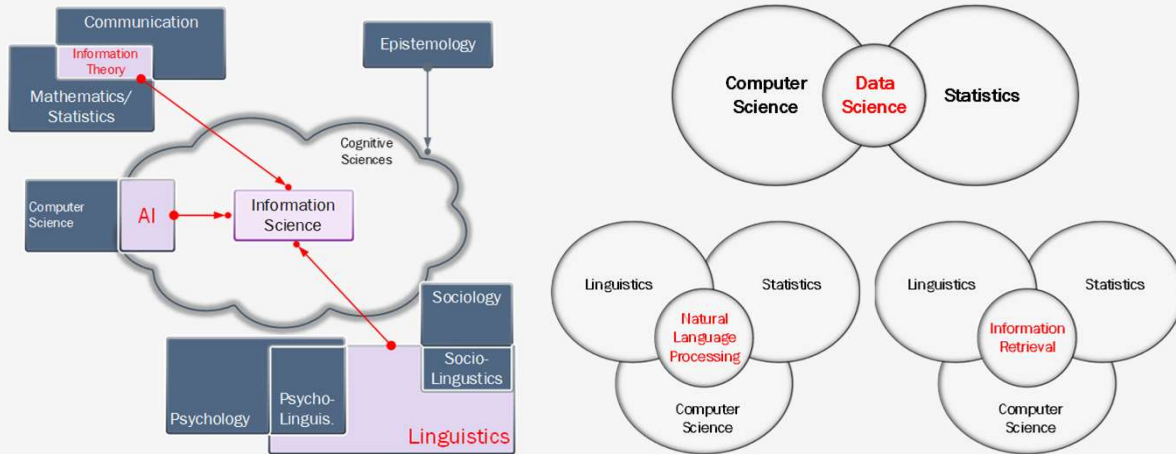 Communication
Information
Theory
Mathematics/
Statistics
Epistemology
Cognitive
Sciences
Computer
Science
AI
Information
Science
Sociology
Socio-
Lingustics
Psycho-
Linguis.
Psychology
Linguistics
Computer
Science
Data
Science
Statistics
Linguistics
Statistics
Natural
Language
Processing
Computer
Science
Linguistics
Statistics
Information
Retrieval
Computer
Science